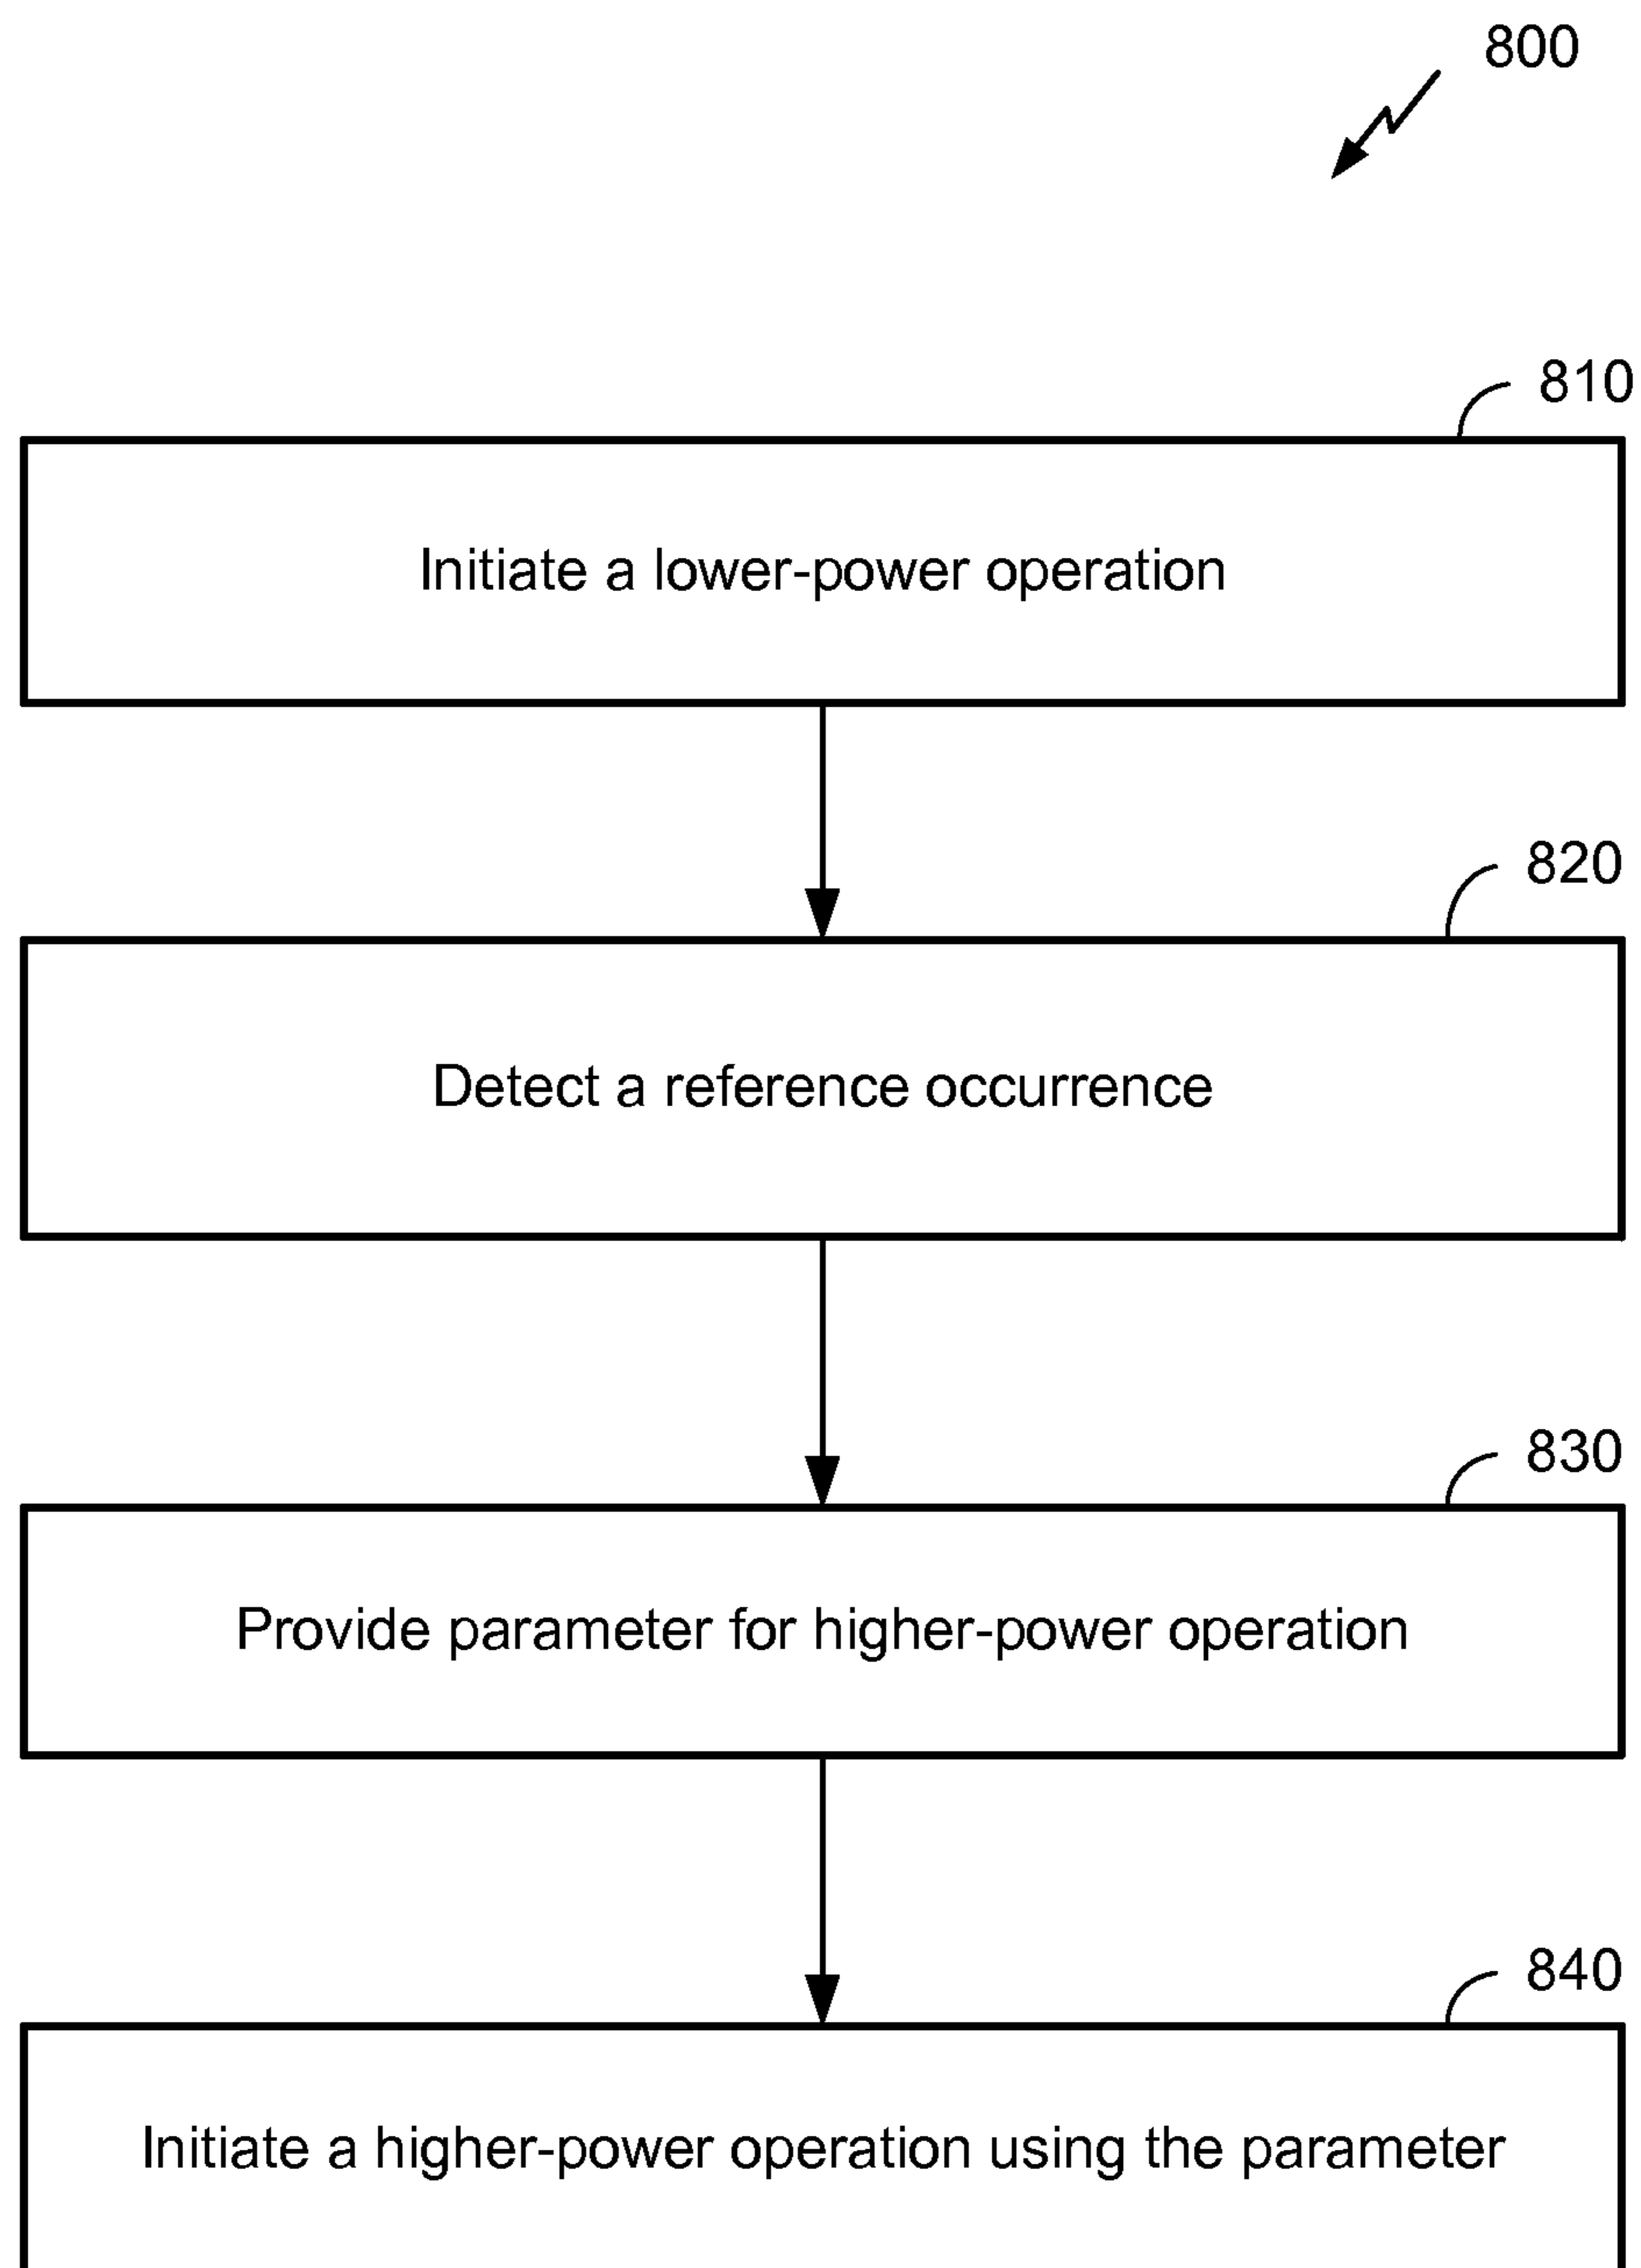 800
810
Initiate a lower-power operation
820
Detect a reference occurrence
830
Provide parameter for higher-power operation
840
Initiate a higher-power operation using the parameter